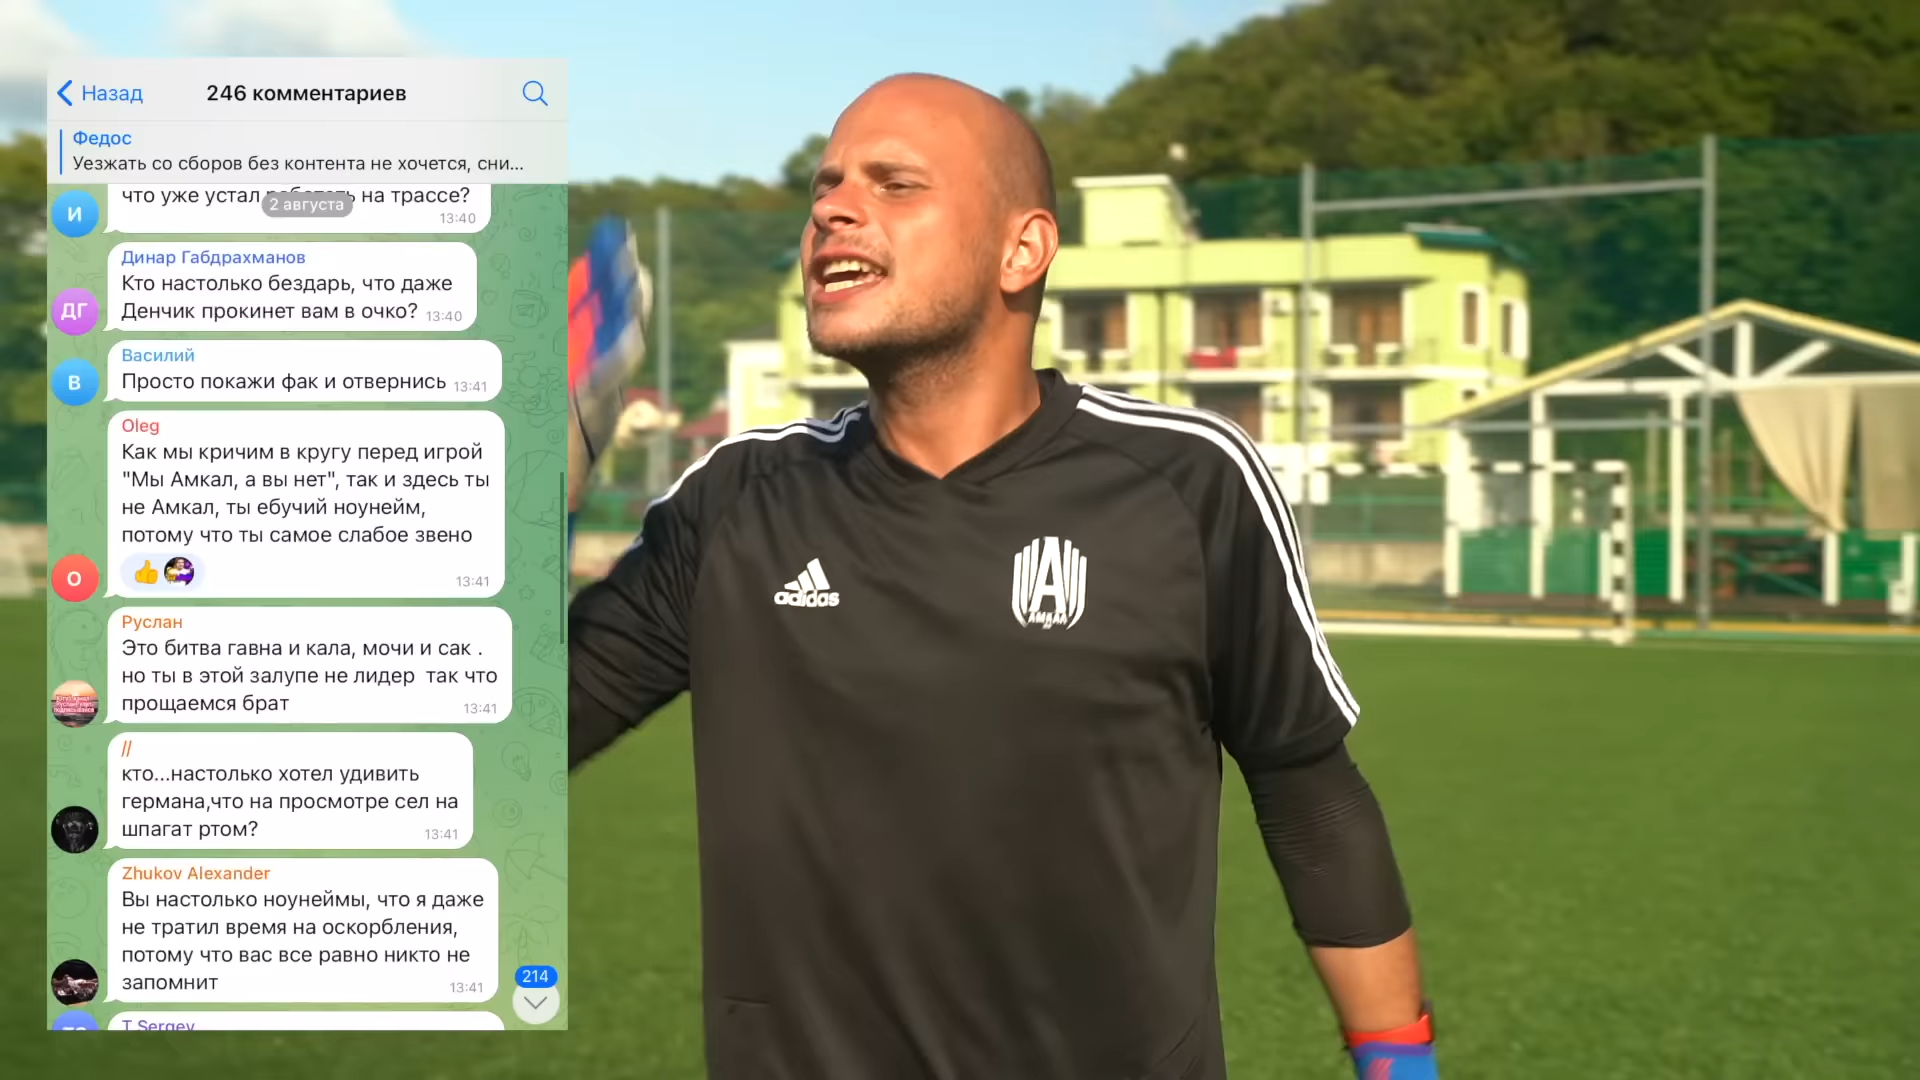 Назад
246 комментариев
Федос
Уезжать со сборов без контента не хочется, сни...
что уже устал работать на трассе?
2 августа
13:40
И
Динар Габдрахманов
Кто настолько бездарь, что даже
Денчик прокинет вам в очко? 13:40
ДГ
Василий
Просто покажи фак и отвернись 13:41
В
Oleg
Как мы кричим в кругу перед игрой
"Мы Амкал, а вы нет", так и здесь ты
не Амкал, ты ебучий ноунейм,
потому что ты самое слабое звено
13:41
О
Руслан
Это битва гавна и кала, мочи и сак .
но ты в этой залупе не лидер так что
прощаемся брат 13:41
//
кто...настолько хотел удивить
германа,что на просмотре сел на
шпагат ртом? 13:41
Zhukov Alexander
Вы настолько ноунеймы, что я даже
не тратил время на оскорбления,
потому что вас все равно никто не
запомнит 13:41
214
T Sergey
adidas
А
АМКАЛ